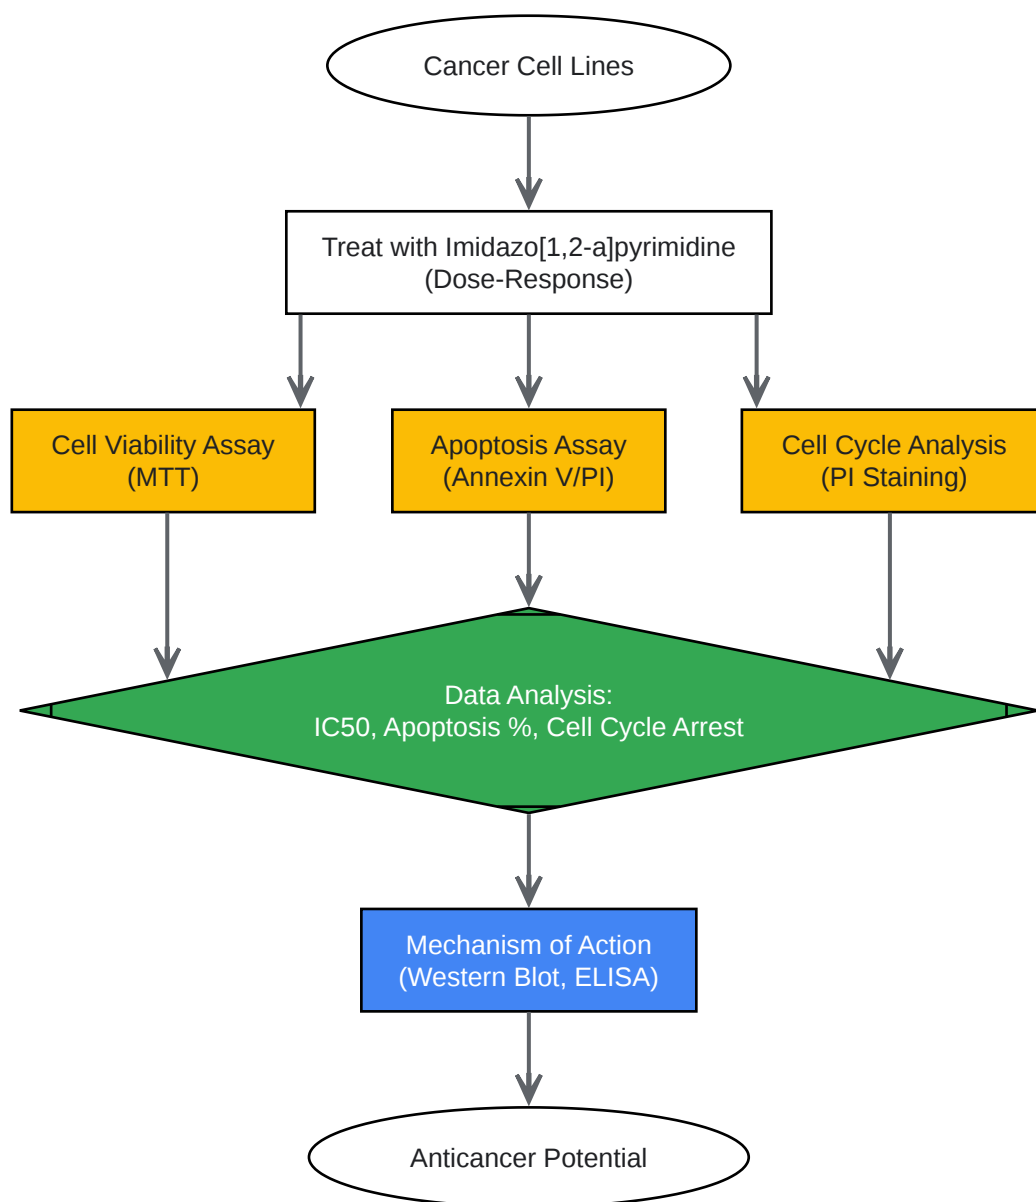 Cancer Cell Lines
Treat with Imidazo[1,2-a]pyrimidine
(Dose-Response)
Cell Viability Assay
(MTT)
Apoptosis Assay
(Annexin V/PI)
Cell Cycle Analysis
(PI Staining)
Data Analysis:
IC50, Apoptosis %, Cell Cycle Arrest
Mechanism of Action
(Western Blot, ELISA)
Anticancer Potential